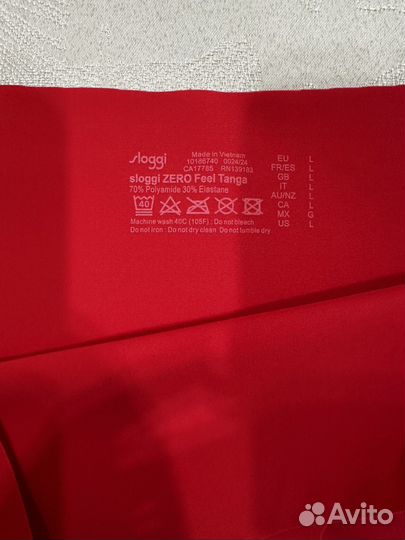 sloggi
Made in Vietnam
10186740 0024/24
CA17785 RN139183
sloggi ZERO Feel Tanga
70% Polyamide 30% Elastane
40
Machine wash 40C (105F) : Do not bleach
Do not iron : Do not dry clean Do not tumble dry
EU L
FR/ES L
GB L
IT L
AU/NZ L
CA L
MX G
US L
Avito